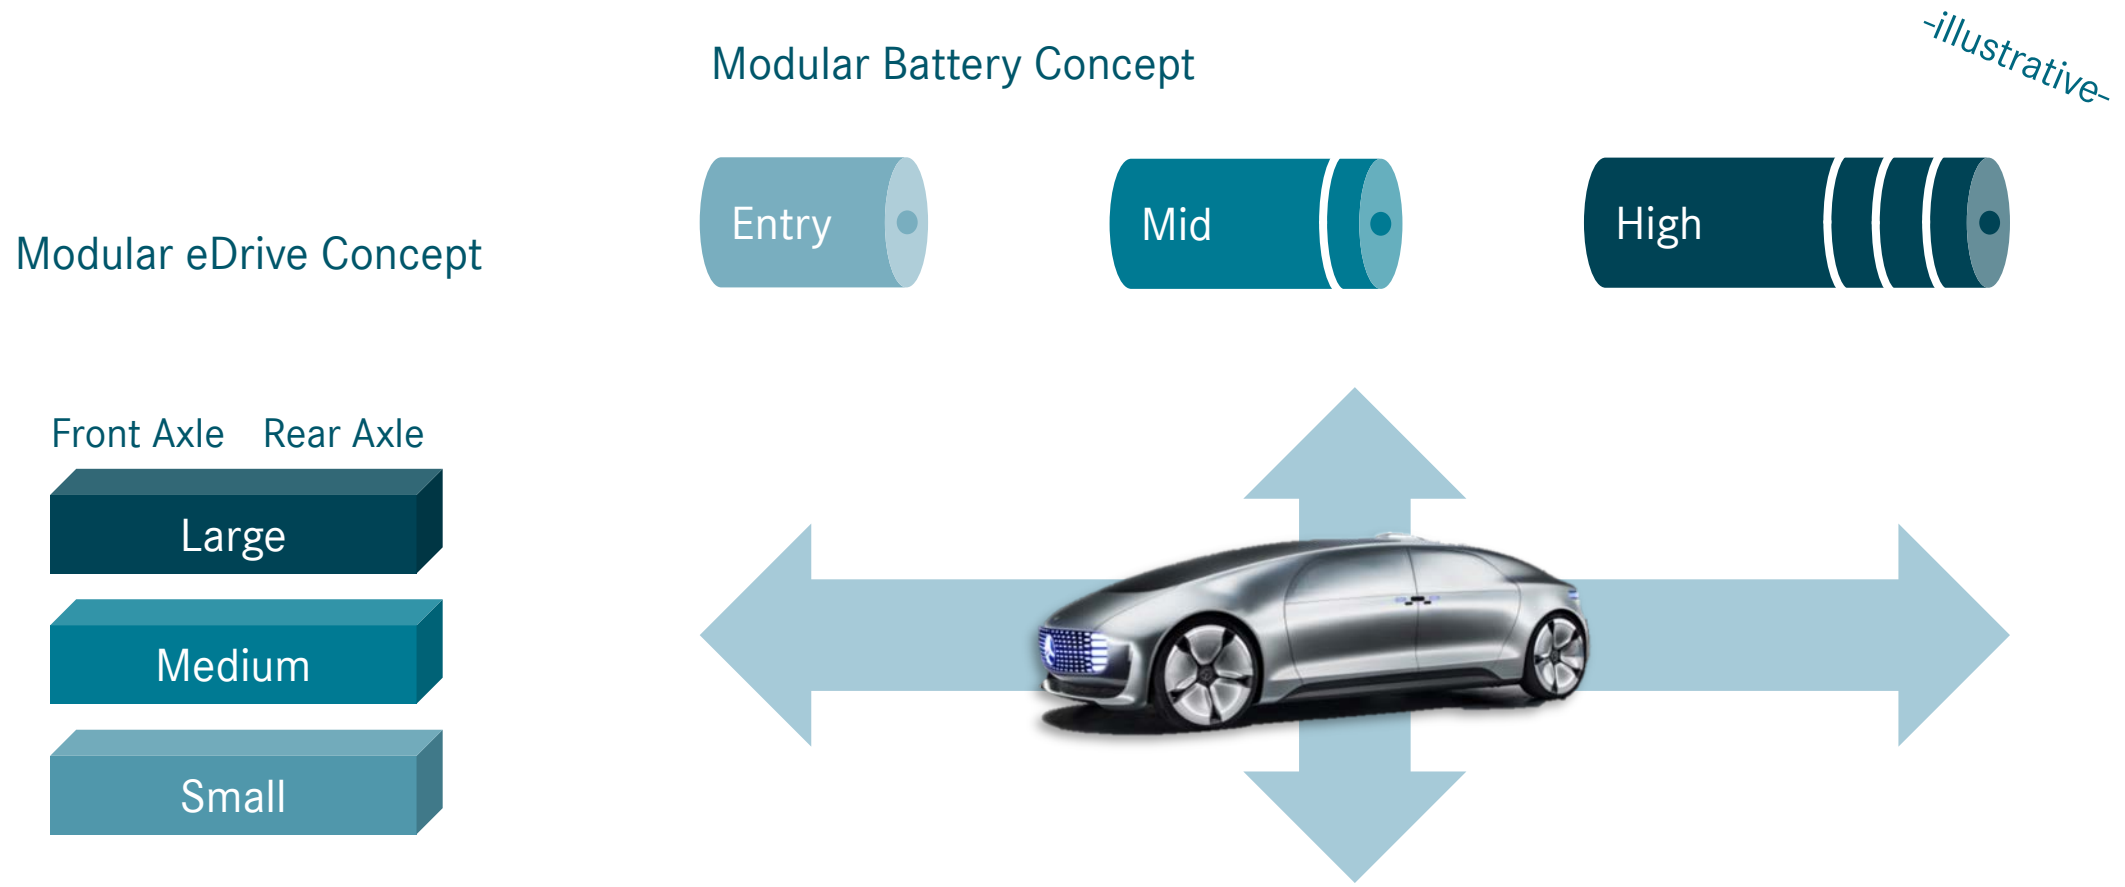 Modular Battery Concept
-illustrative-
Entry
Mid
High
Modular eDrive Concept
Front Axle Rear Axle
Large
Medium
Small